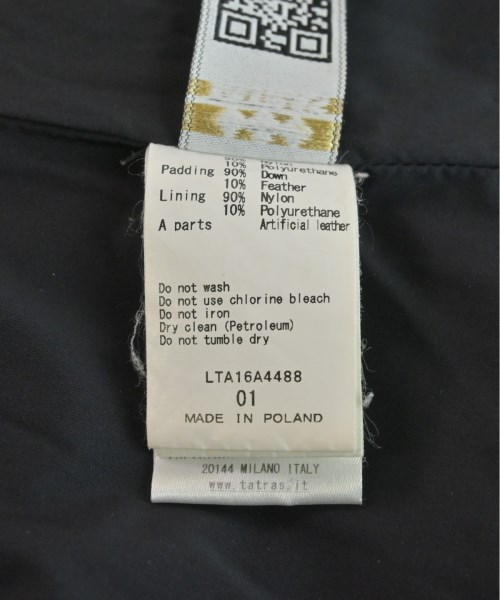 10% Polyurethane
Padding 90% Down
10% Feather
Lining 90% Nylon
10% Polyurethane
A parts Artificial leather
Do not wash
Do not use chlorine bleach
Do not iron
Dry clean (Petroleum)
Do not tumble dry
LTA16A4488
01
MADE IN POLAND
20144 MILANO ITALY
www.tatras.it